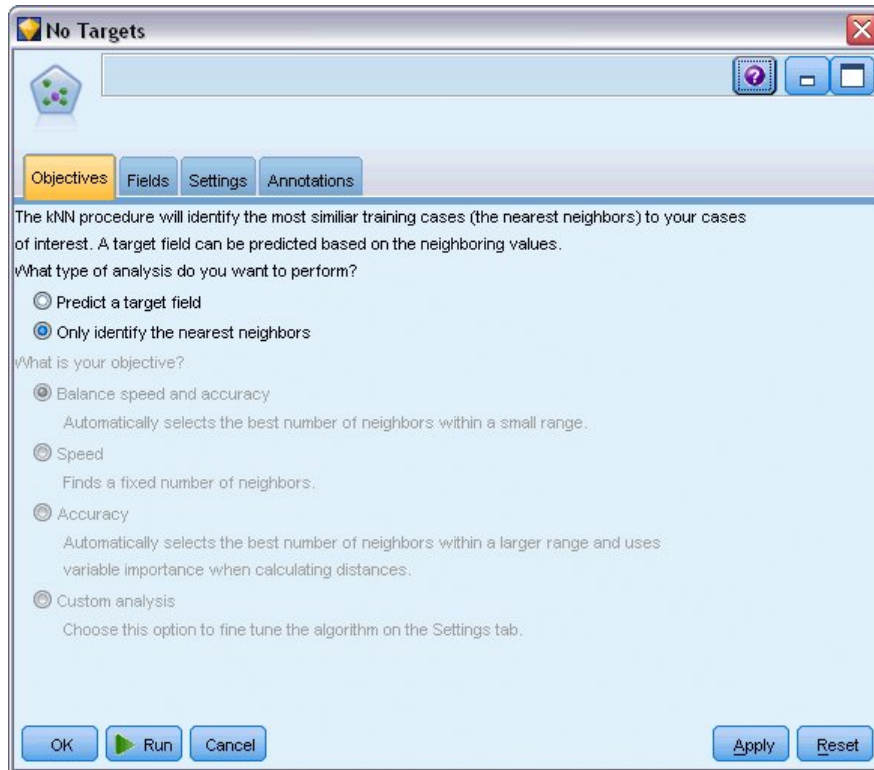 No Targets
Objectives Fields Settings Annotations
The kNN procedure will identify the most similiar training cases (the nearest neighbors) to your cases
of interest. A target field can be predicted based on the neighboring values.
What type of analysis do you want to perform?
Predict a target field
Only identify the nearest neighbors
What is your objective?
Balance speed and accuracy
Automatically selects the best number of neighbors within a small range.
Speed
Finds a fixed number of neighbors.
Accuracy
Automatically selects the best number of neighbors within a larger range and uses
variable importance when calculating distances.
Custom analysis
Choose this option to fine tune the algorithm on the Settings tab.
OK Run Cancel Apply Reset